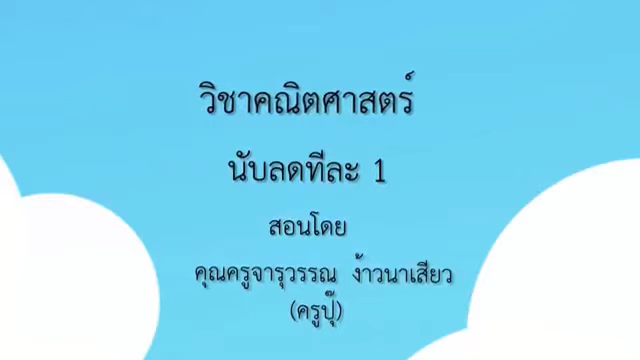 วิชาคณิตศาสตร์
นับลดทีละ 1
สอนโดย
คุณครูจารุวรรณ ง้าวนาเสียว
(ครูปุ๊)